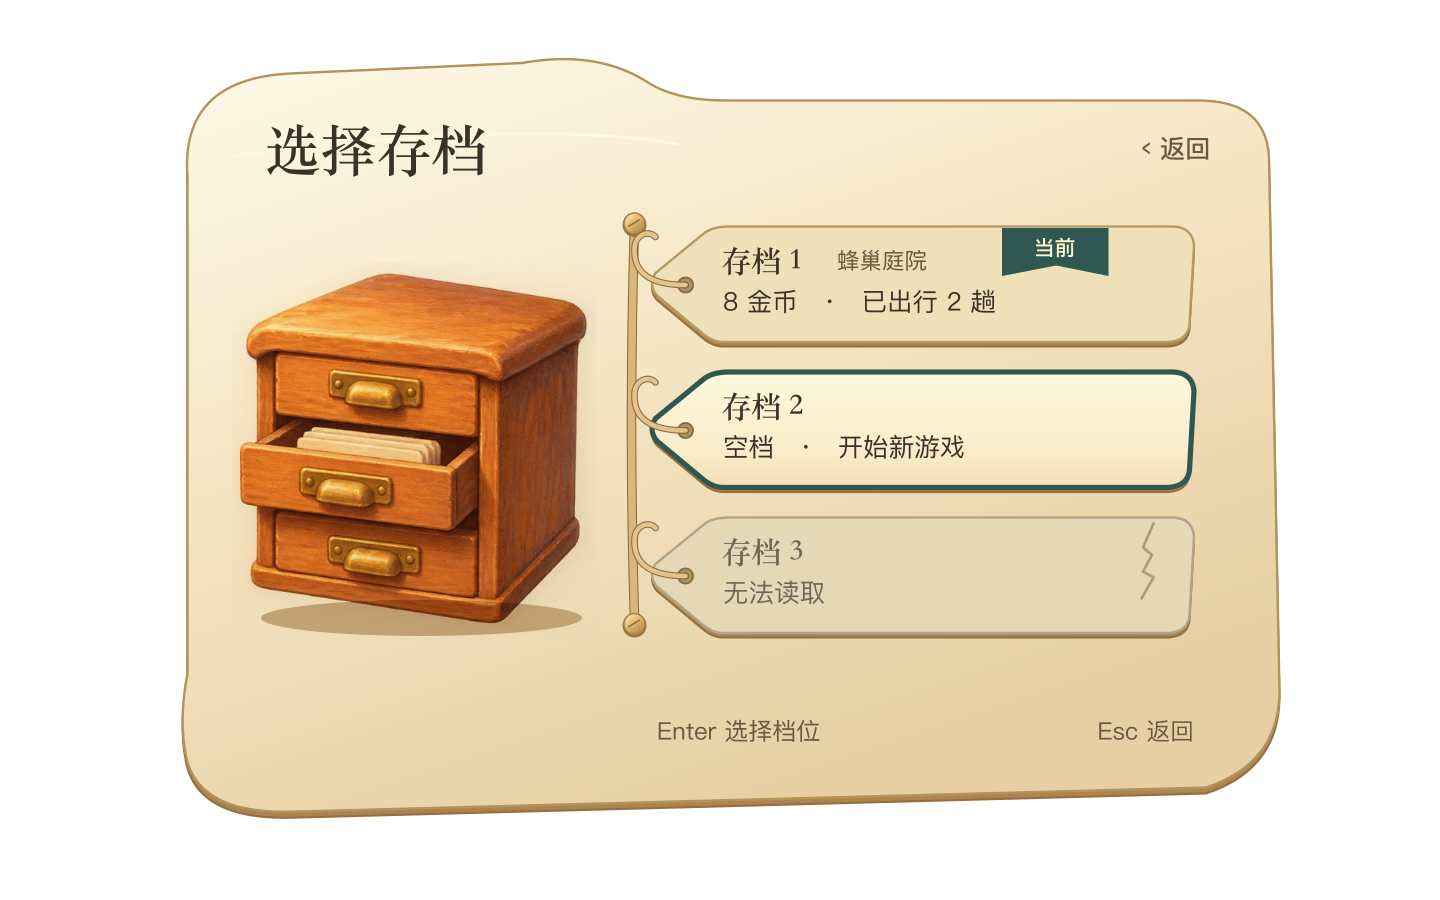 选择存档
‹ 返回
存档 1 蜂巢庭院 当前
8 金币 · 已出行 2 趟
存档 2
空档 · 开始新游戏
存档 3
无法读取
Enter 选择档位 Esc 返回